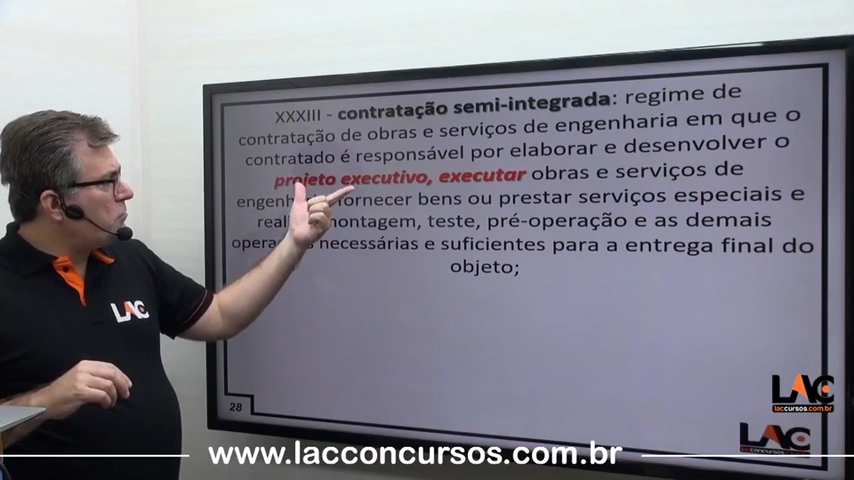 XXXIII - contratação semi-integrada: regime de
contratação de obras e serviços de engenharia em que o
contratado é responsável por elaborar e desenvolver o
projeto executivo, executar obras e serviços de
fornecer bens ou prestar serviços especiais e
montagem, teste, pré-operação e as demais
necessárias e suficientes para a entrega final do
objeto;
28
LAC
LAC
laccursos.com.br
LAC
www.lacconcursos.com.br